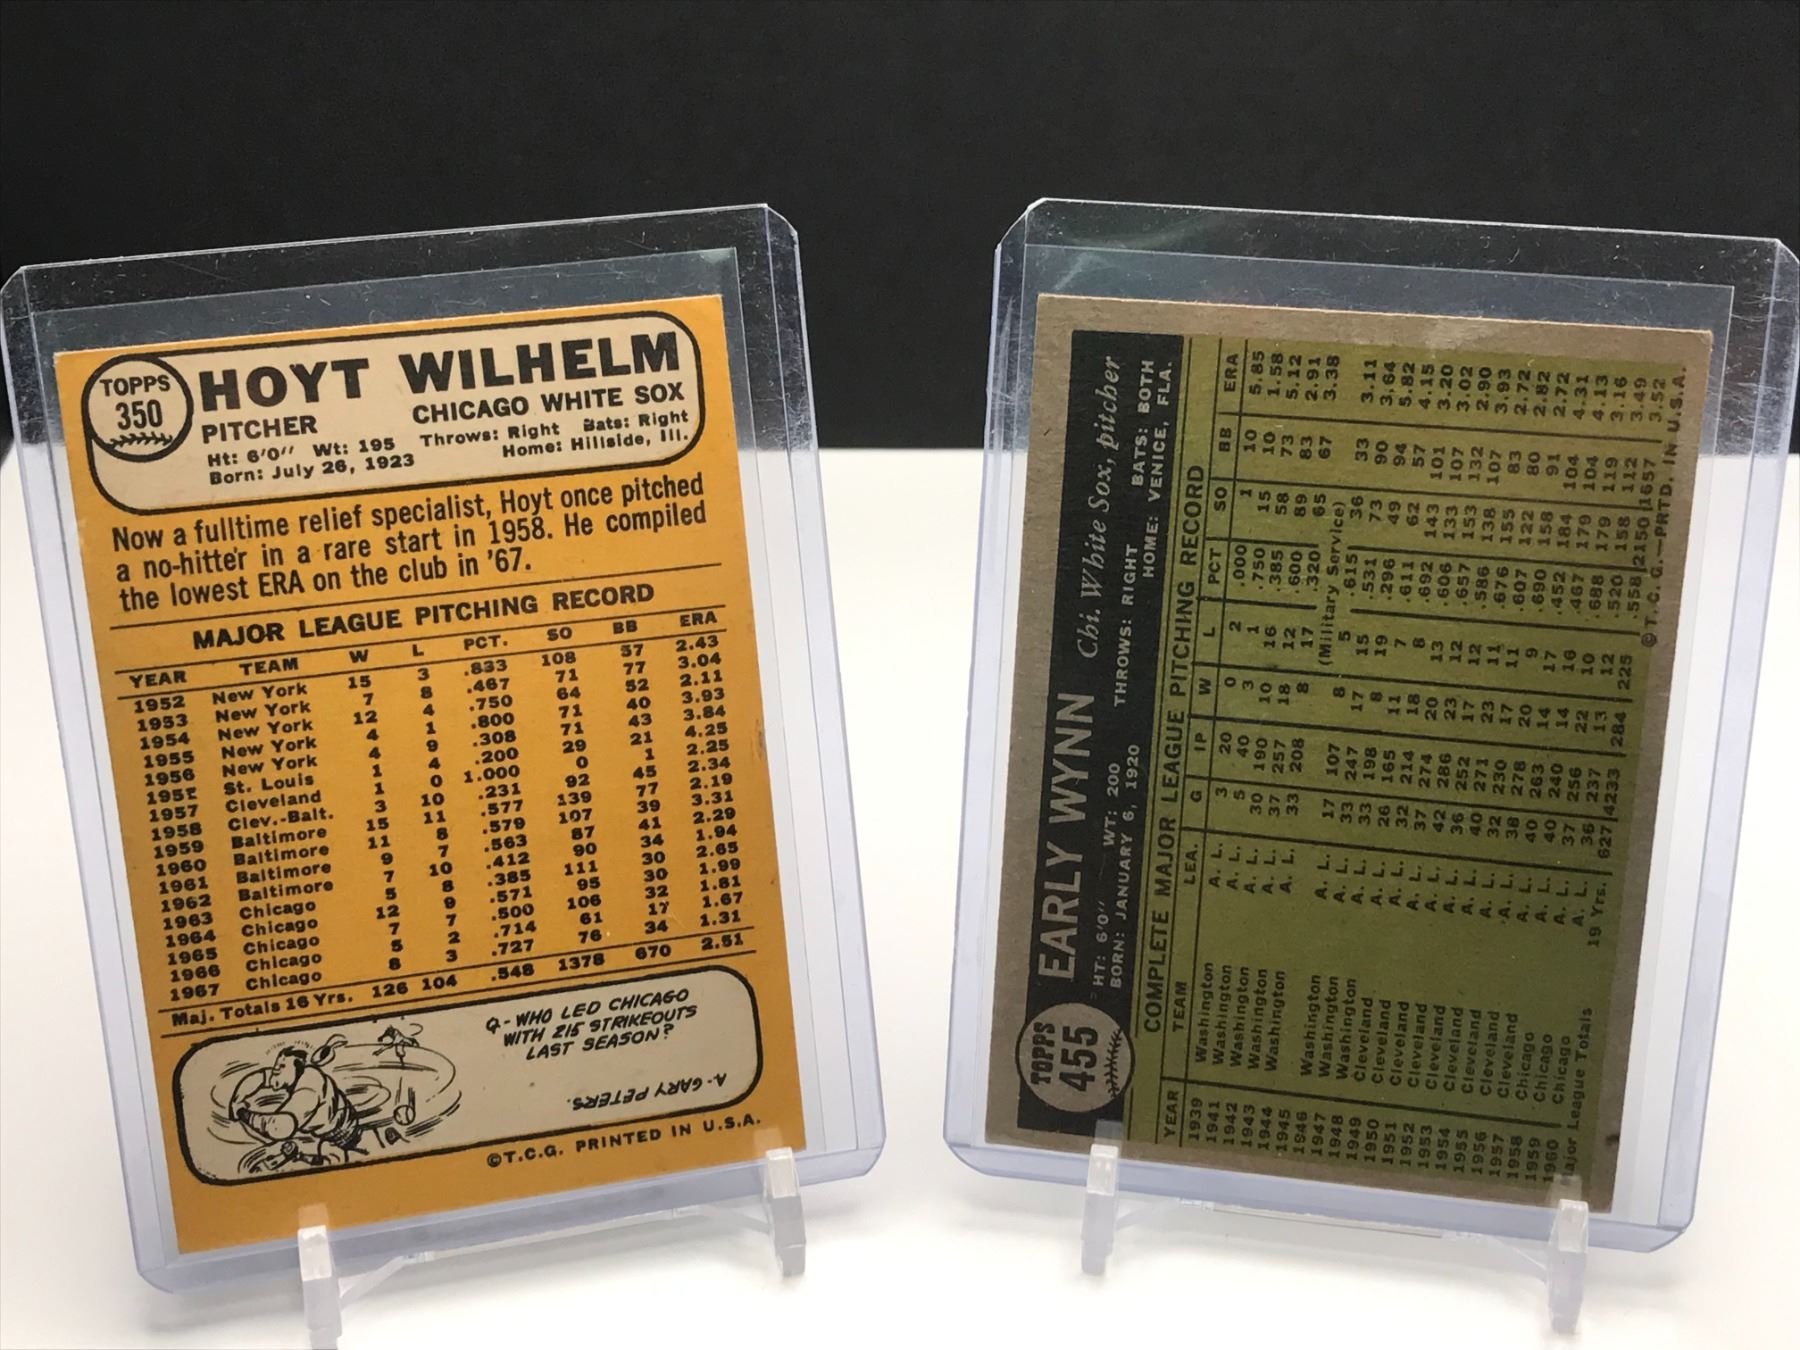 TOPPS
350
HOYT WILHELM
PITCHER CHICAGO WHITE SOX
Ht: 6'0'' Wt: 195 Throws: Right Bats: Right
Born: July 26, 1923 Home: Hillside, Ill.
Now a fulltime relief specialist, Hoyt once pitched
a no-hitter in a rare start in 1958. He compiled
the lowest ERA on the club in '67.
MAJOR LEAGUE PITCHING RECORD
YEAR TEAM W L PCT. SO BB ERA
1952 New York 15 3 .833 108 57 2.43
1953 New York 7 8 .467 71 77 3.04
1954 New York 12 4 .750 64 52 2.11
1955 New York 4 1 .800 71 40 3.93
1956 New York 4 9 .308 71 43 3.84
St. Louis 1 4 .200 29 21 4.25
1957 Cleveland 1 0 1.000 0 1 2.25
1958 Clev.-Balt. 3 10 .231 92 45 2.34
1959 Baltimore 15 11 .577 139 77 2.19
1960 Baltimore 11 8 .579 107 39 3.31
1961 Baltimore 9 7 .563 87 41 2.29
1962 Baltimore 7 10 .412 90 34 1.94
1963 Chicago 5 8 .385 111 30 2.65
1964 Chicago 12 9 .571 95 30 1.99
1965 Chicago 7 7 .500 106 32 1.81
1966 Chicago 5 2 .714 61 17 1.67
1967 Chicago 8 3 .727 76 34 1.31
Maj. Totals 16 Yrs. 126 104 .548 1378 670 2.51
Q-WHO LED CHICAGO
WITH 215 STRIKEOUTS
LAST SEASON?
A-GARY PETERS.
©T.C.G. PRINTED IN U.S.A.
TOPPS
455
EARLY WYNN Chi. White Sox, pitcher
HT: 6'0'' WT: 200 THROWS: RIGHT BATS: BOTH
BORN: JANUARY 6, 1920 HOME: VENICE, FLA.
COMPLETE MAJOR LEAGUE PITCHING RECORD
YEAR TEAM LEA. G IP W L PCT SO BB ERA
1939 Washington A. L. 3 20 0 2 .000 1 10 5.85
1941 Washington A. L. 5 40 3 1 .750 15 10 1.58
1942 Washington A. L. 30 190 10 16 .385 58 73 5.12
1943 Washington A. L. 37 257 18 12 .600 89 83 2.91
1944 Washington A. L. 33 208 8 17 .320 65 67 3.38
1945 (Military Service)
1946 Washington A. L. 17 107 8 5 .615 36 33 3.11
1947 Washington A. L. 33 247 17 15 .531 73 90 3.64
1948 Washington A. L. 33 198 8 19 .296 49 94 5.82
1949 Cleveland A. L. 26 165 11 7 .611 62 57 4.15
1950 Cleveland A. L. 32 214 18 8 .692 143 101 3.20
1951 Cleveland A. L. 37 274 20 13 .606 133 107 3.02
1952 Cleveland A. L. 42 286 23 12 .657 153 132 2.90
1953 Cleveland A. L. 36 252 17 12 .586 138 107 3.93
1954 Cleveland A. L. 40 271 23 11 .676 155 83 2.72
1955 Cleveland A. L. 32 230 17 11 .607 122 80 2.82
1956 Cleveland A. L. 38 278 20 9 .690 158 91 2.72
1957 Cleveland A. L. 40 263 14 17 .452 184 104 4.31
1958 Chicago A. L. 40 240 14 16 .467 179 104 4.13
1959 Chicago A. L. 37 256 22 10 .688 179 119 3.16
1960 Chicago A. L. 36 237 13 12 .520 158 112 3.49
Major League Totals 19 Yrs. 627 4233 284 225 .558 2150 1657 3.52
©T.C.G.—PRTD. IN U.S.A.